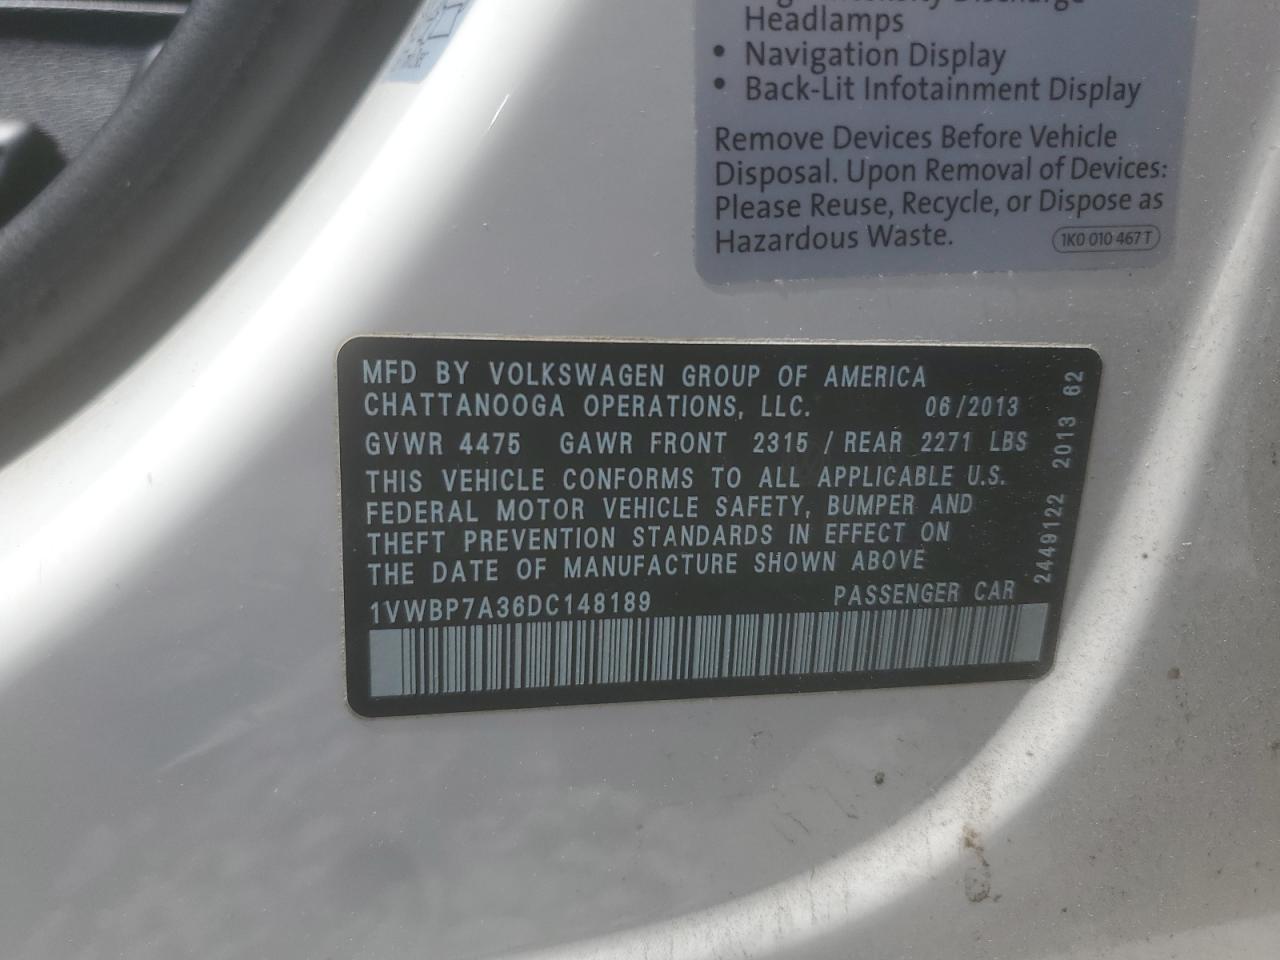 Headlamps
• Navigation Display
• Back-Lit Infotainment Display
Remove Devices Before Vehicle
Disposal. Upon Removal of Devices:
Please Reuse, Recycle, or Dispose as
Hazardous Waste.
1K0 010 467 T
MFD BY VOLKSWAGEN GROUP OF AMERICA
CHATTANOOGA OPERATIONS, LLC. 06/2013
GVWR 4475 GAWR FRONT 2315 / REAR 2271 LBS
THIS VEHICLE CONFORMS TO ALL APPLICABLE U.S.
FEDERAL MOTOR VEHICLE SAFETY, BUMPER AND
THEFT PREVENTION STANDARDS IN EFFECT ON
THE DATE OF MANUFACTURE SHOWN ABOVE
1VWBP7A36DC148189 PASSENGER CAR
2449122 2013 62